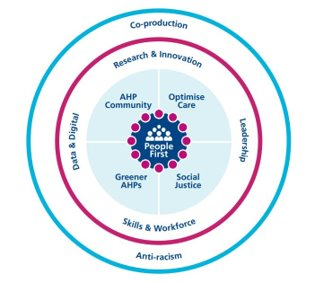 Co-production
Research & Innovation
AHP
Community
Optimise
Care
Data & Digital
Leadership
People
First
Greener
AHPs
Social
Justice
Skills & Workforce
Anti-racism